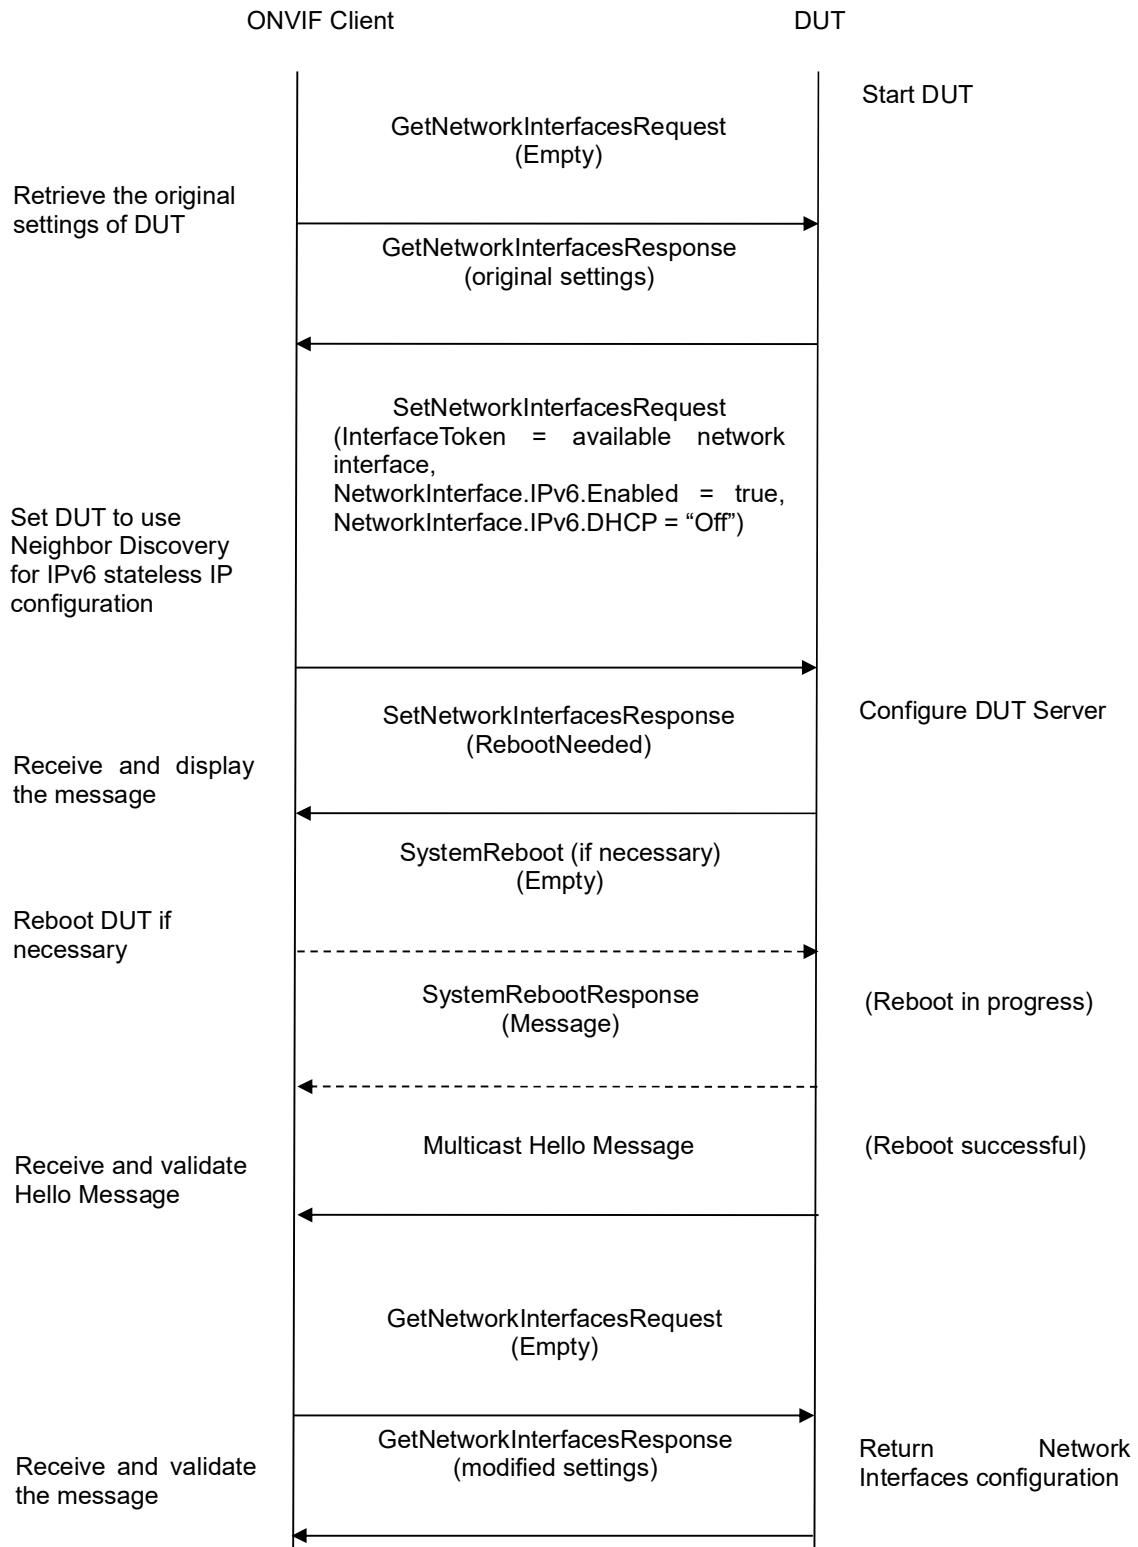 ONVIF Client
DUT
Start DUT
GetNetworkInterfacesRequest
(Empty)
Retrieve the original
settings of DUT
GetNetworkInterfacesResponse
(original settings)
SetNetworkInterfacesRequest
(InterfaceToken = available network
interface,
NetworkInterface.IPv6.Enabled = true,
NetworkInterface.IPv6.DHCP = “Off”)
Set DUT to use
Neighbor Discovery
for IPv6 stateless IP
configuration
SetNetworkInterfacesResponse
(RebootNeeded)
Configure DUT Server
Receive and display
the message
SystemReboot (if necessary)
(Empty)
Reboot DUT if
necessary
SystemRebootResponse
(Message)
(Reboot in progress)
Multicast Hello Message
(Reboot successful)
Receive and validate
Hello Message
GetNetworkInterfacesRequest
(Empty)
GetNetworkInterfacesResponse
(modified settings)
Return Network
Interfaces configuration
Receive and validate
the message